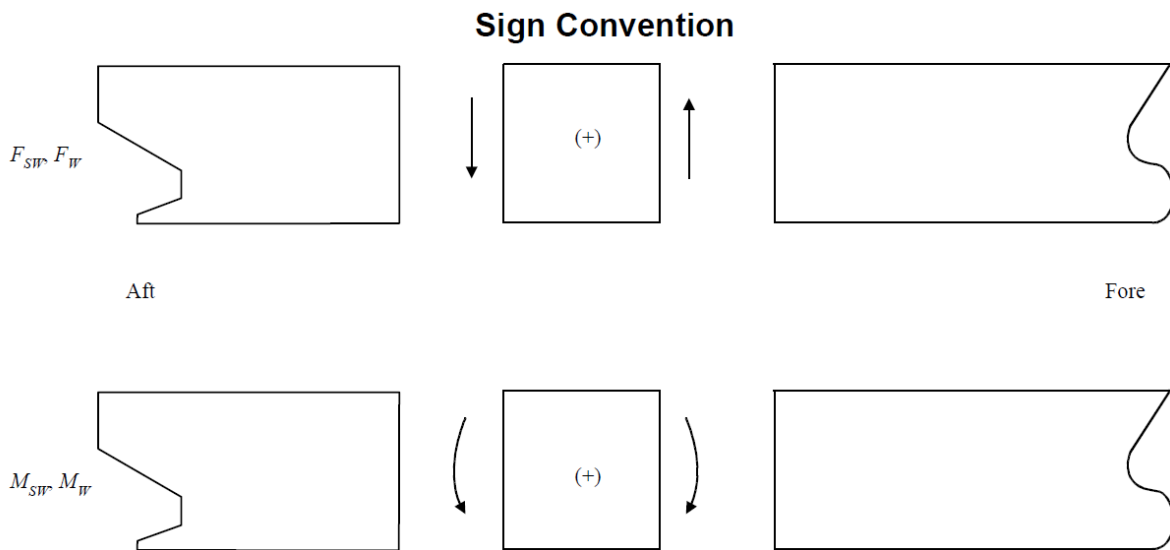 Sign Convention
F_SW, F_W
(+)
Aft
Fore
M_SW, M_W
(+)